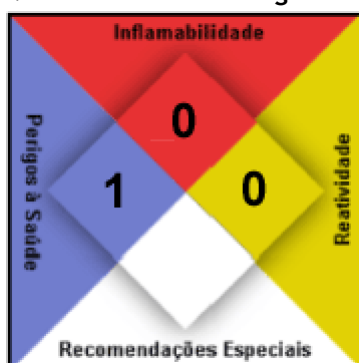 Inflamabilidade
0
Perigos à Saúde
1
0
Reatividade
Recomendações Especiais